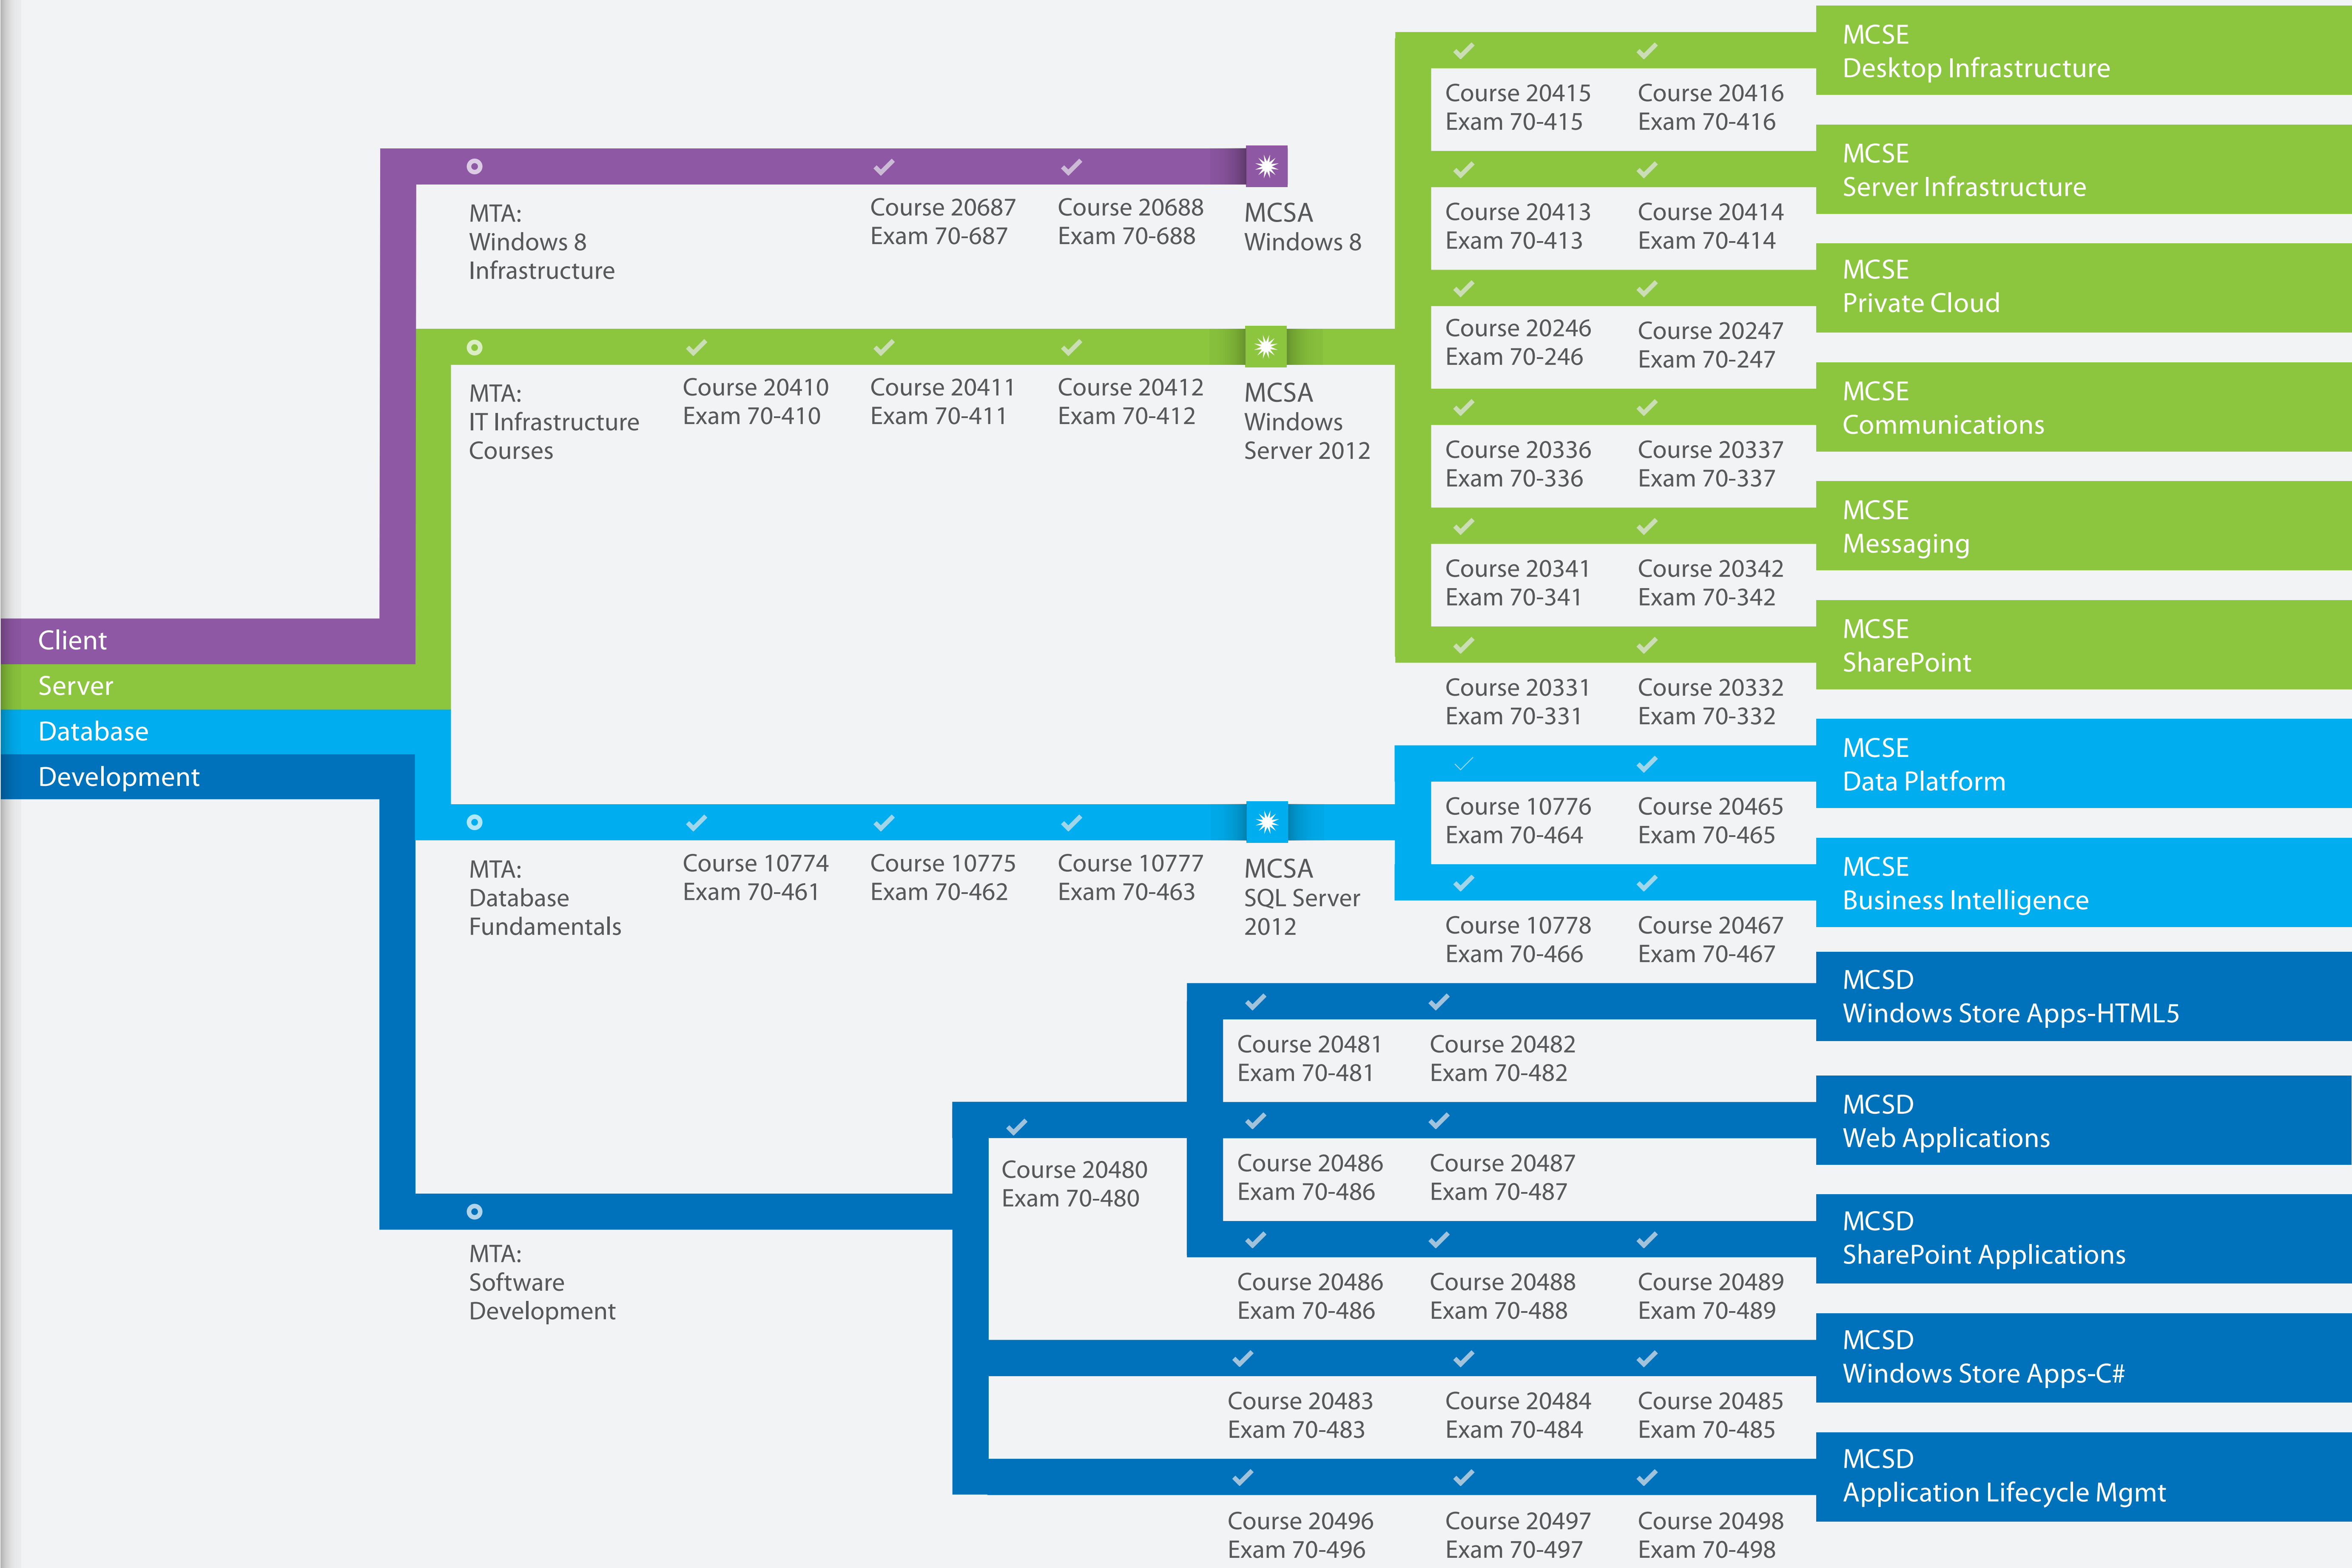 Client
Server
Database
Development
MTA:
Windows 8
Infrastructure
Course 20687
Exam 70-687
Course 20688
Exam 70-688
MCSA
Windows 8
MTA:
IT Infrastructure
Courses
Course 20410
Exam 70-410
Course 20411
Exam 70-411
Course 20412
Exam 70-412
MCSA
Windows
Server 2012
Course 20415
Exam 70-415
Course 20416
Exam 70-416
MCSE
Desktop Infrastructure
Course 20413
Exam 70-413
Course 20414
Exam 70-414
MCSE
Server Infrastructure
Course 20246
Exam 70-246
Course 20247
Exam 70-247
MCSE
Private Cloud
Course 20336
Exam 70-336
Course 20337
Exam 70-337
MCSE
Communications
Course 20341
Exam 70-341
Course 20342
Exam 70-342
MCSE
Messaging
Course 20331
Exam 70-331
Course 20332
Exam 70-332
MCSE
SharePoint
MTA:
Database
Fundamentals
Course 10774
Exam 70-461
Course 10775
Exam 70-462
Course 10777
Exam 70-463
MCSA
SQL Server
2012
Course 10776
Exam 70-464
Course 20465
Exam 70-465
MCSE
Data Platform
Course 10778
Exam 70-466
Course 20467
Exam 70-467
MCSE
Business Intelligence
MTA:
Software
Development
Course 20480
Exam 70-480
Course 20481
Exam 70-481
Course 20482
Exam 70-482
MCSD
Windows Store Apps-HTML5
Course 20486
Exam 70-486
Course 20487
Exam 70-487
MCSD
Web Applications
Course 20486
Exam 70-486
Course 20488
Exam 70-488
Course 20489
Exam 70-489
MCSD
SharePoint Applications
Course 20483
Exam 70-483
Course 20484
Exam 70-484
Course 20485
Exam 70-485
MCSD
Windows Store Apps-C#
Course 20496
Exam 70-496
Course 20497
Exam 70-497
Course 20498
Exam 70-498
MCSD
Application Lifecycle Mgmt